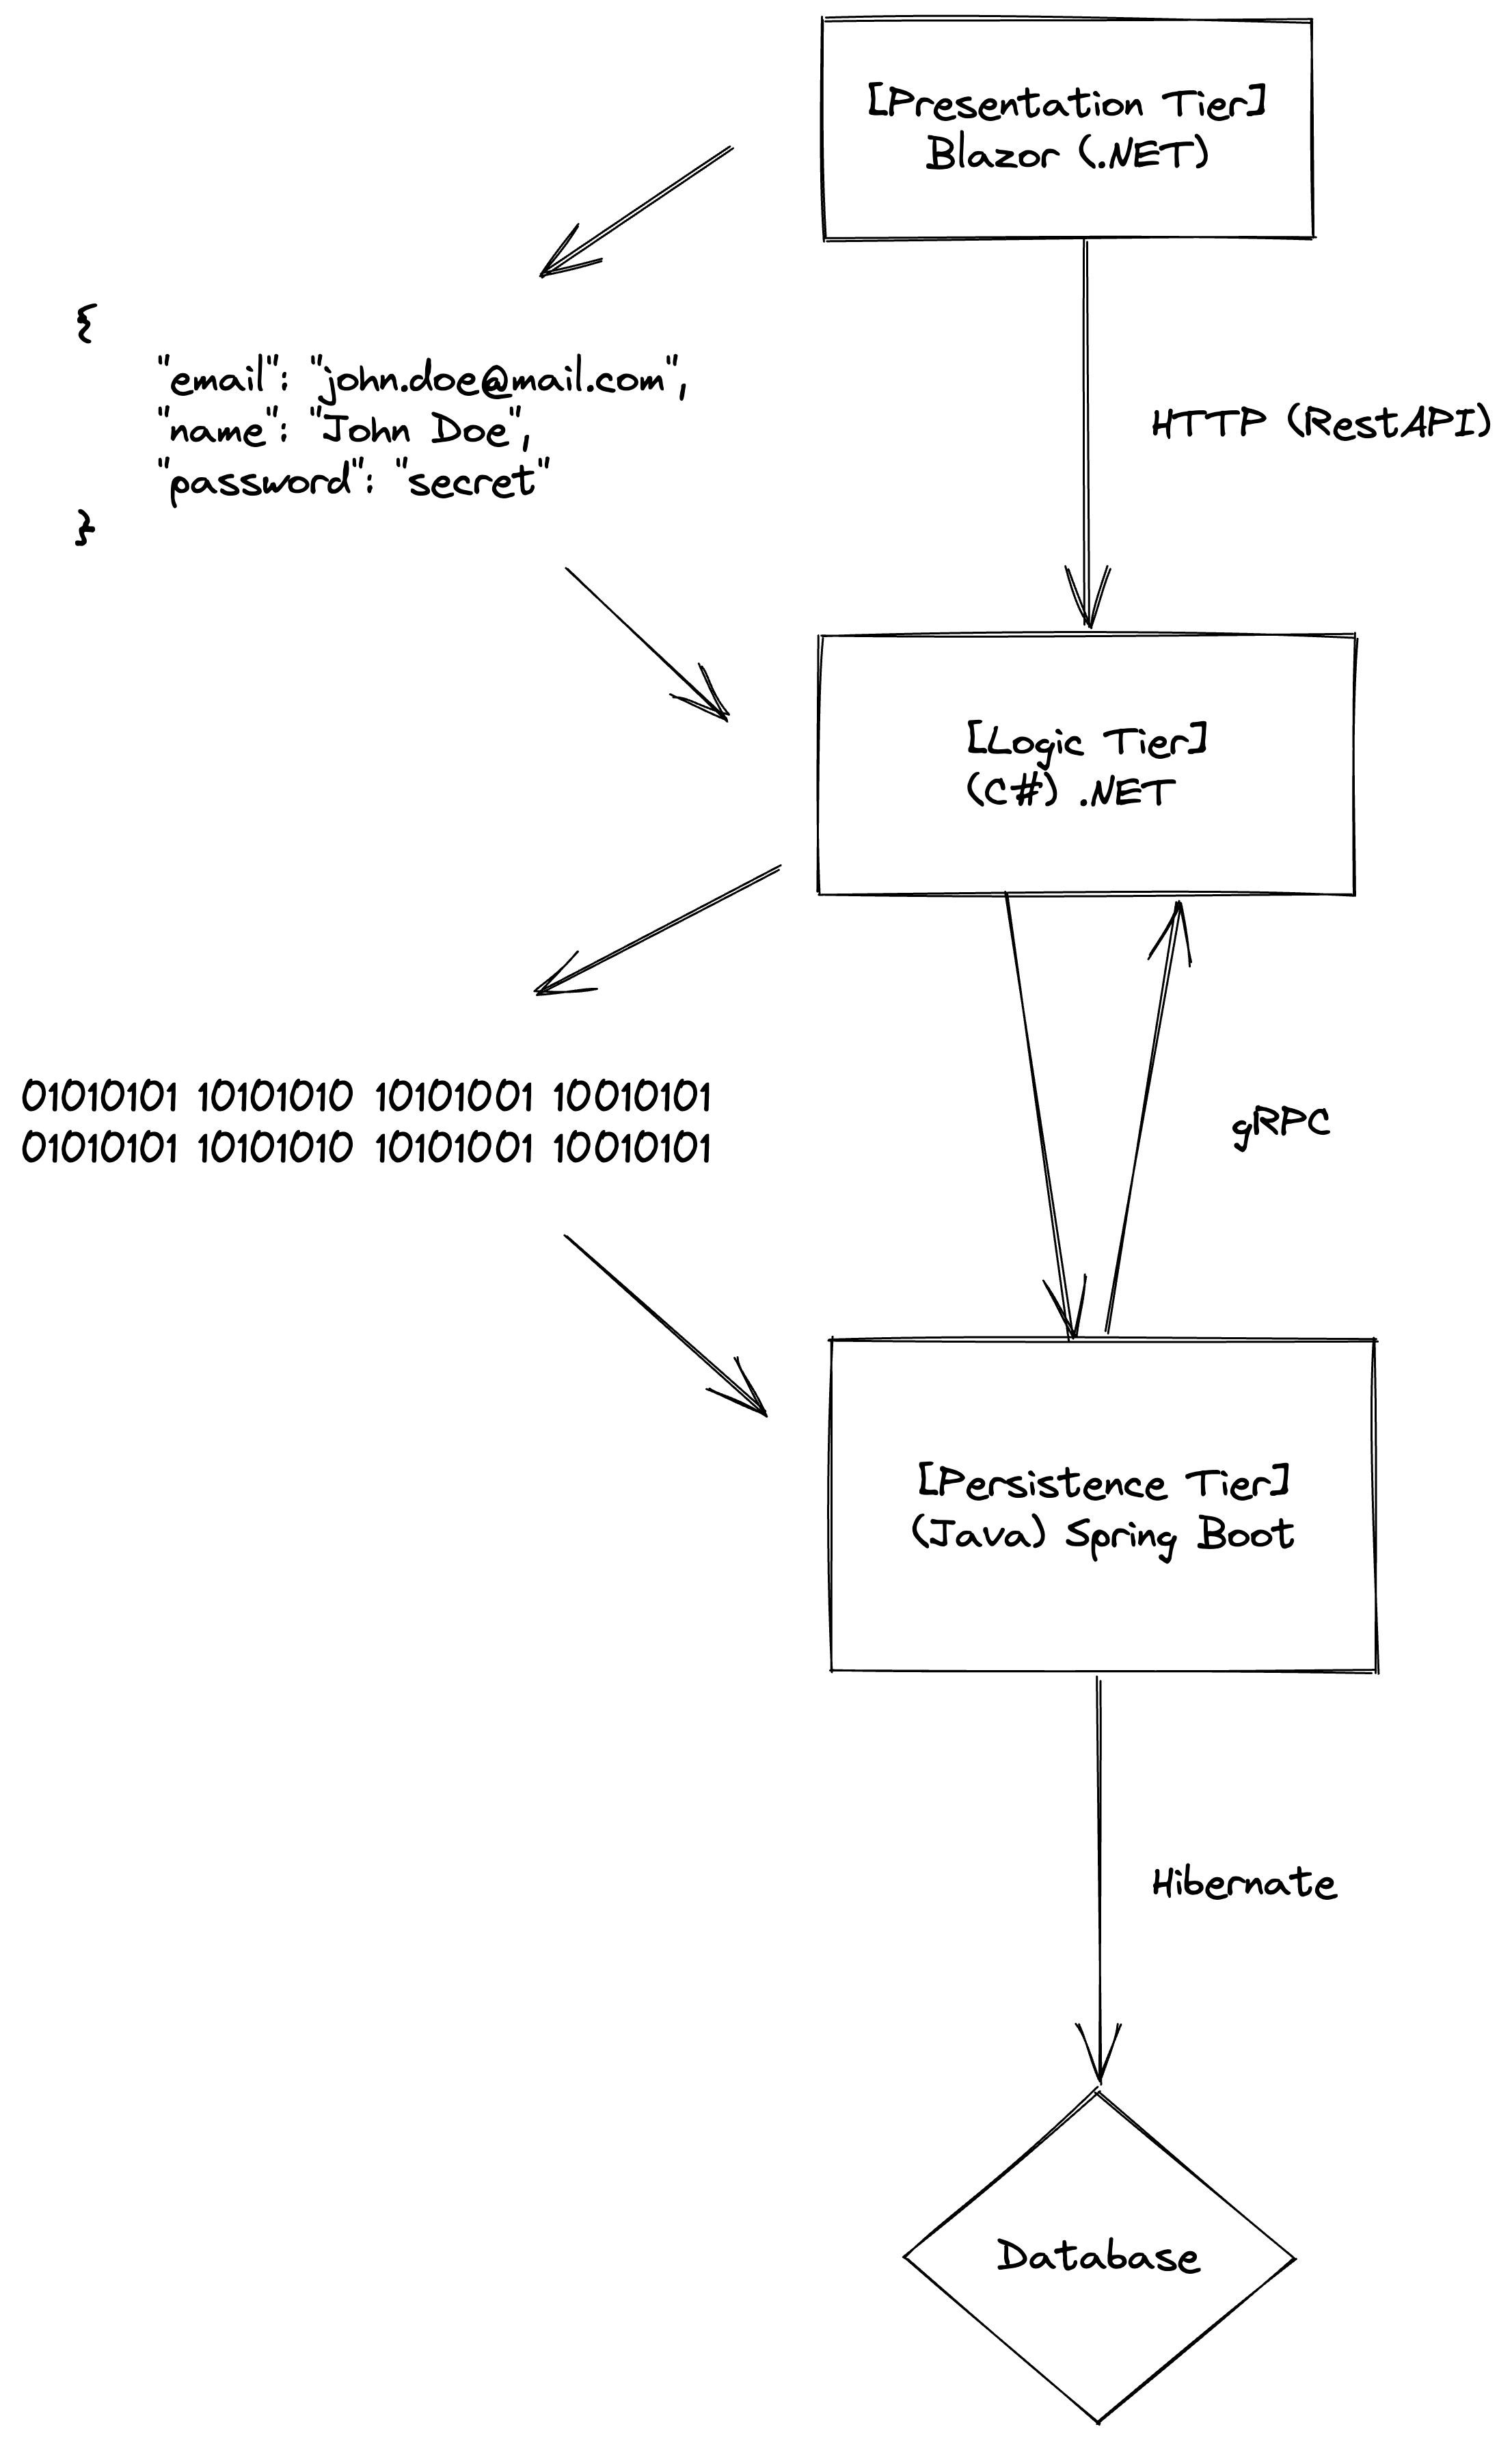 [Presentation Tier]
Blazor (.NET)
{
"email": "john.doe@mail.com",
"name": "John Doe",
"password": "secret"
}
HTTP (RestAPI)
[Logic Tier]
(C#) .NET
01010101 10101010 10101001 10010101
01010101 10101010 10101001 10010101
gRPC
[Persistence Tier]
(Java) Spring Boot
Hibernate
Database